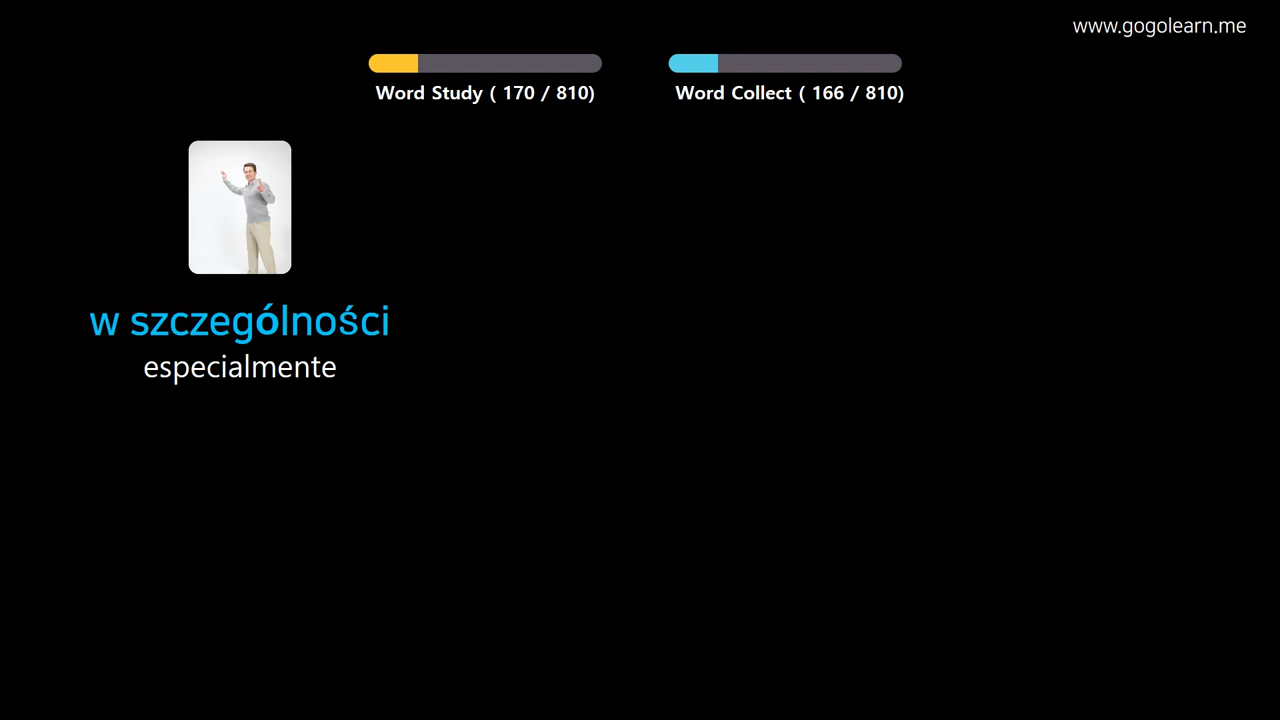 www.gogolearn.me
Word Study ( 170 / 810)
Word Collect ( 166 / 810)
w szczególności
especialmente